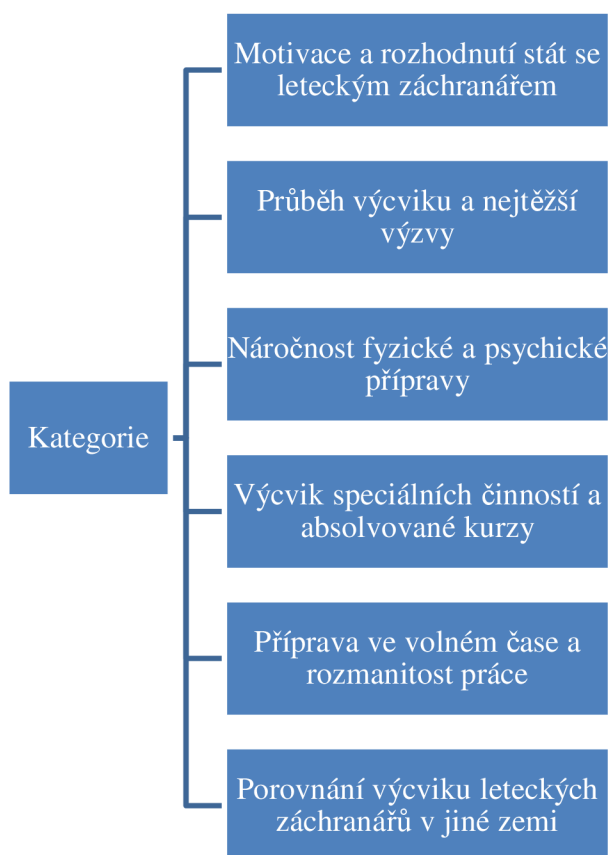 Motivace a rozhodnutí stát se
leteckým záchranářem
Průběh výcviku a nejtěžší
výzvy
Náročnost fyzické a psychické
přípravy
Kategorie
Výcvik speciálních činností a
absolvované kurzy
Příprava ve volném čase a
rozmanitost práce
Porovnání výcviku leteckých
záchranářů v jiné zemi